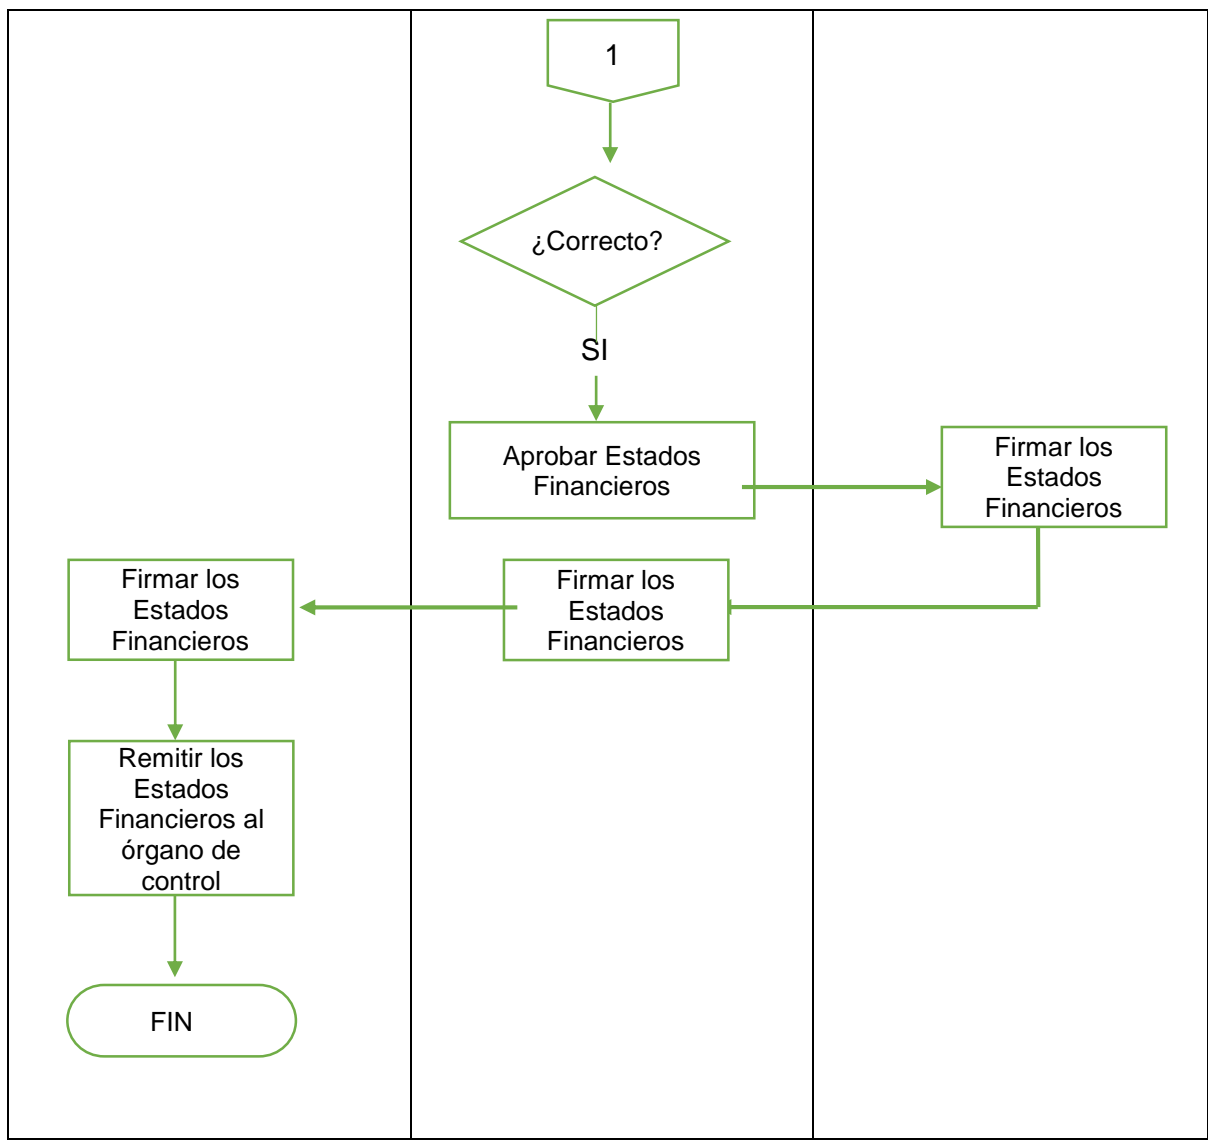 1
¿Correcto?
SI
Aprobar Estados
Financieros
Firmar los
Estados
Financieros
Firmar los
Estados
Financieros
Firmar los
Estados
Financieros
Remitir los
Estados
Financieros al
órgano de
control
FIN